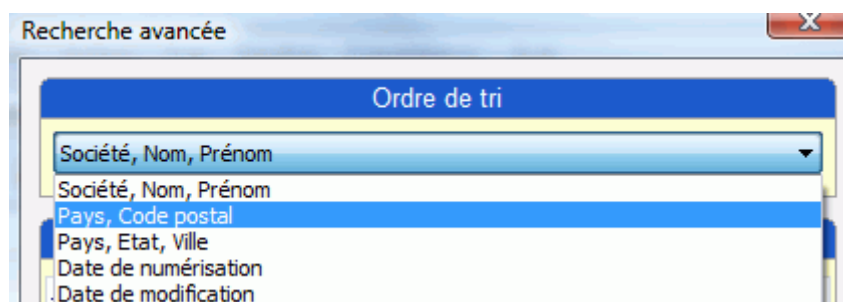 Recherche avancée
Ordre de tri
Société, Nom, Prénom
Société, Nom, Prénom
Pays, Code postal
Pays, Etat, Ville
Date de numérisation
Date de modification